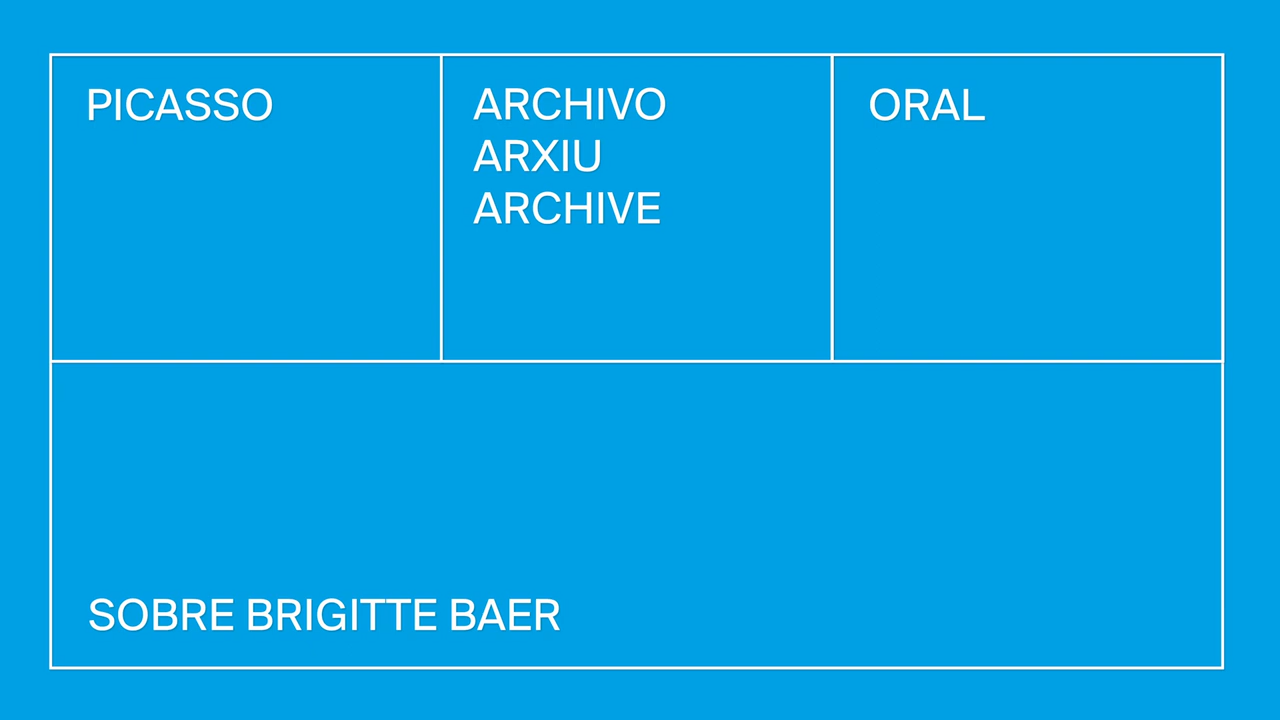 PICASSO
ARCHIVO
ARXIU
ARCHIVE
ORAL
SOBRE BRIGITTE BAER